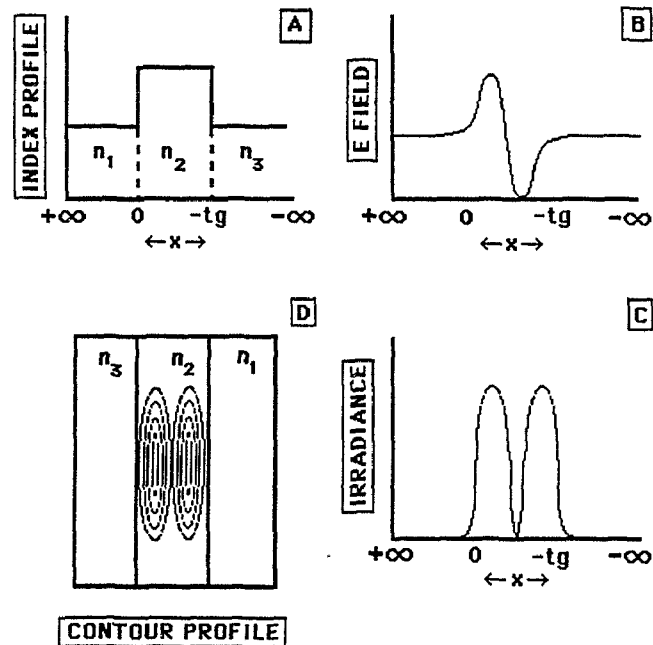 A
INDEX PROFILE
n1 n2 n3
+∞ 0 -tg -∞
←x→
B
E FIELD
+∞ 0 -tg -∞
←x→
D
n3 n2 n1
CONTOUR PROFILE
C
IRRADIANCE
+∞ 0 -tg -∞
←x→